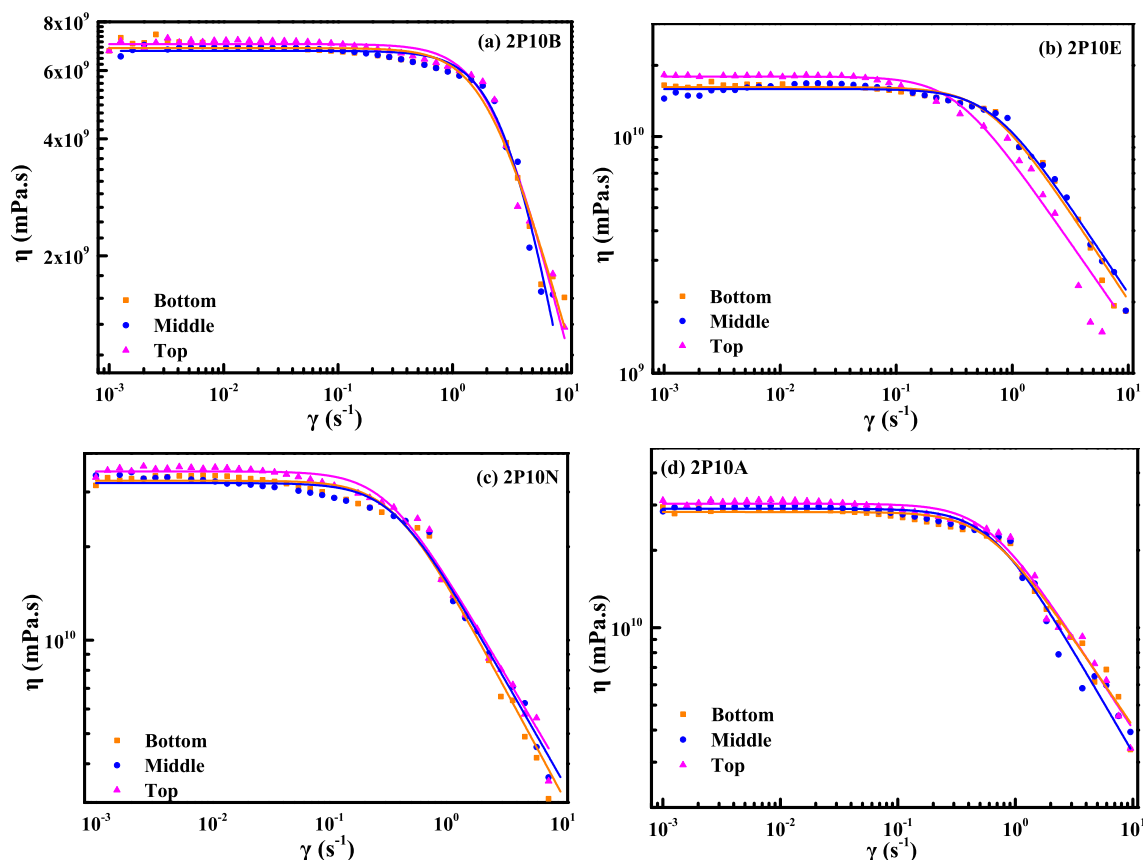 8x10⁹
(a) 2P10B
6x10⁹
4x10⁹
2x10⁹
η (mPa.s)
Bottom
Middle
Top
10⁻³ 10⁻² 10⁻¹ 10⁰ 10¹
γ (s⁻¹)
(b) 2P10E
10¹⁰
10⁹
η (mPa.s)
Bottom
Middle
Top
10⁻³ 10⁻² 10⁻¹ 10⁰ 10¹
γ (s⁻¹)
(c) 2P10N
10¹⁰
η (mPa.s)
Bottom
Middle
Top
10⁻³ 10⁻² 10⁻¹ 10⁰ 10¹
γ (s⁻¹)
(d) 2P10A
10¹⁰
η (mPa.s)
Bottom
Middle
Top
10⁻³ 10⁻² 10⁻¹ 10⁰ 10¹
γ (s⁻¹)